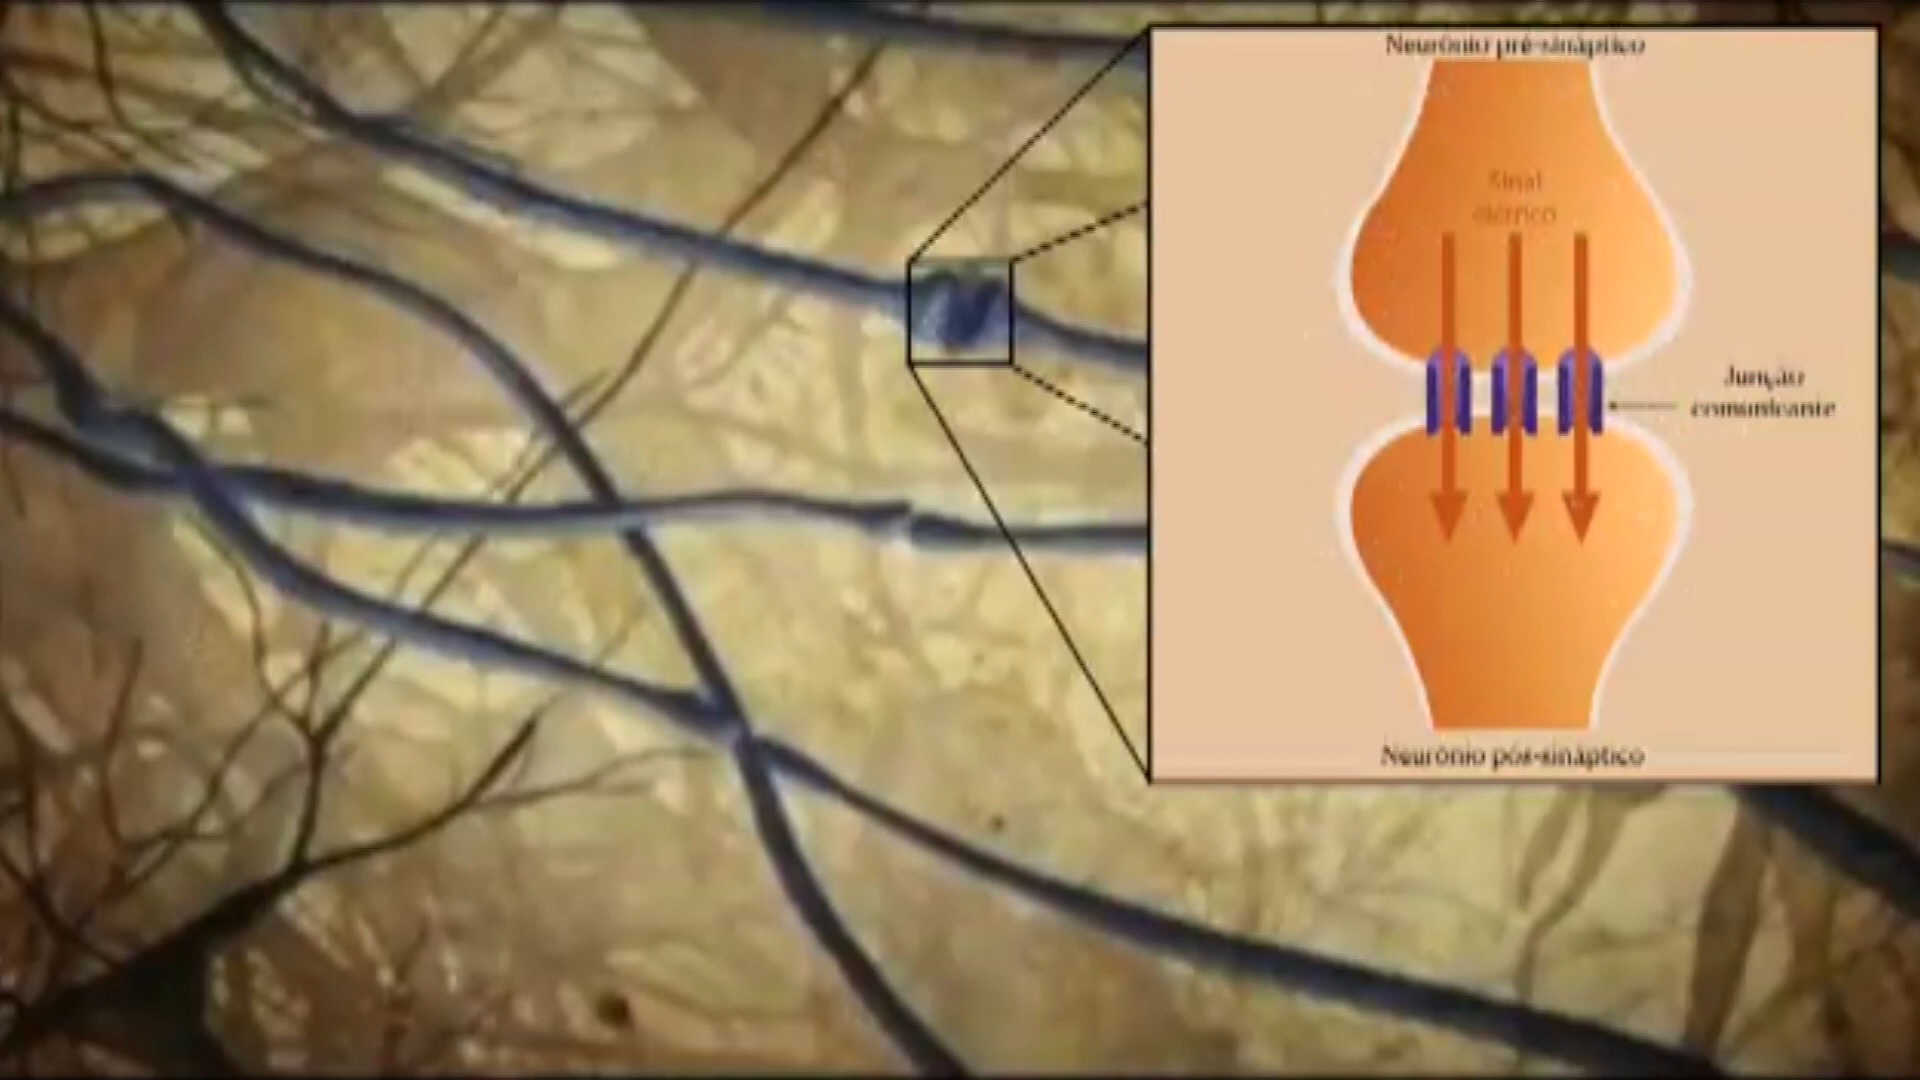 Neurônio pré-sináptico
Sinal
elétrico
Junção
comunicante
Neurônio pós-sináptico